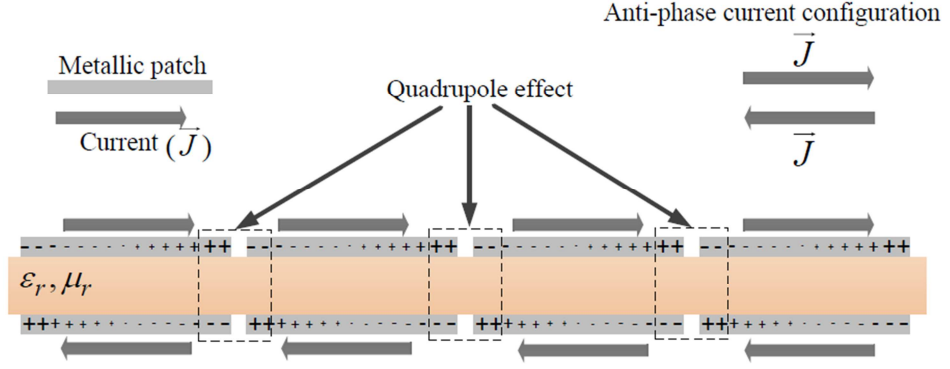 Anti-phase current configuration
Metallic patch
J
Quadrupole effect
Current (J)
J
-- - - - - - · · + + + + + ++ -- - - - - - · · + + + + + ++ -- - - - - - · · + + + + + ++ -- - - - - - · · + + + + + ++
εr, μr
++ + + + + · · - - - - - -- ++ + + + + · · - - - - - -- ++ + + + + · · - - - - - -- ++ + + + + · · - - - - - --